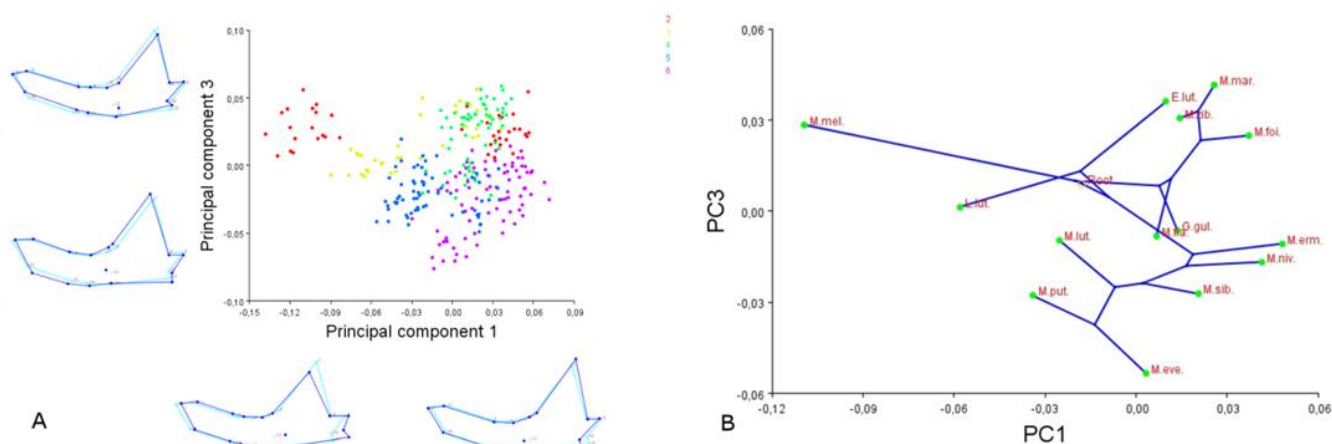 0,10
0,05
0,00
-0,05
-0,10
Principal component 3
-0,15
-0,12
-0,09
-0,06
-0,03
0,00
0,03
0,06
0,09
Principal component 1
A
2
3
4
5
6
0,06
0,03
0,00
-0,03
-0,06
PC3
M.mar.
E.lut.
M.zib.
M.mel.
M.foi.
Root
L.lut.
G.gul.
M.fla.
M.lut.
M.erm.
M.niv.
M.sib.
M.put.
M.eve.
-0,12
-0,06
-0,03
0,00
0,03
0,06
PC1
B